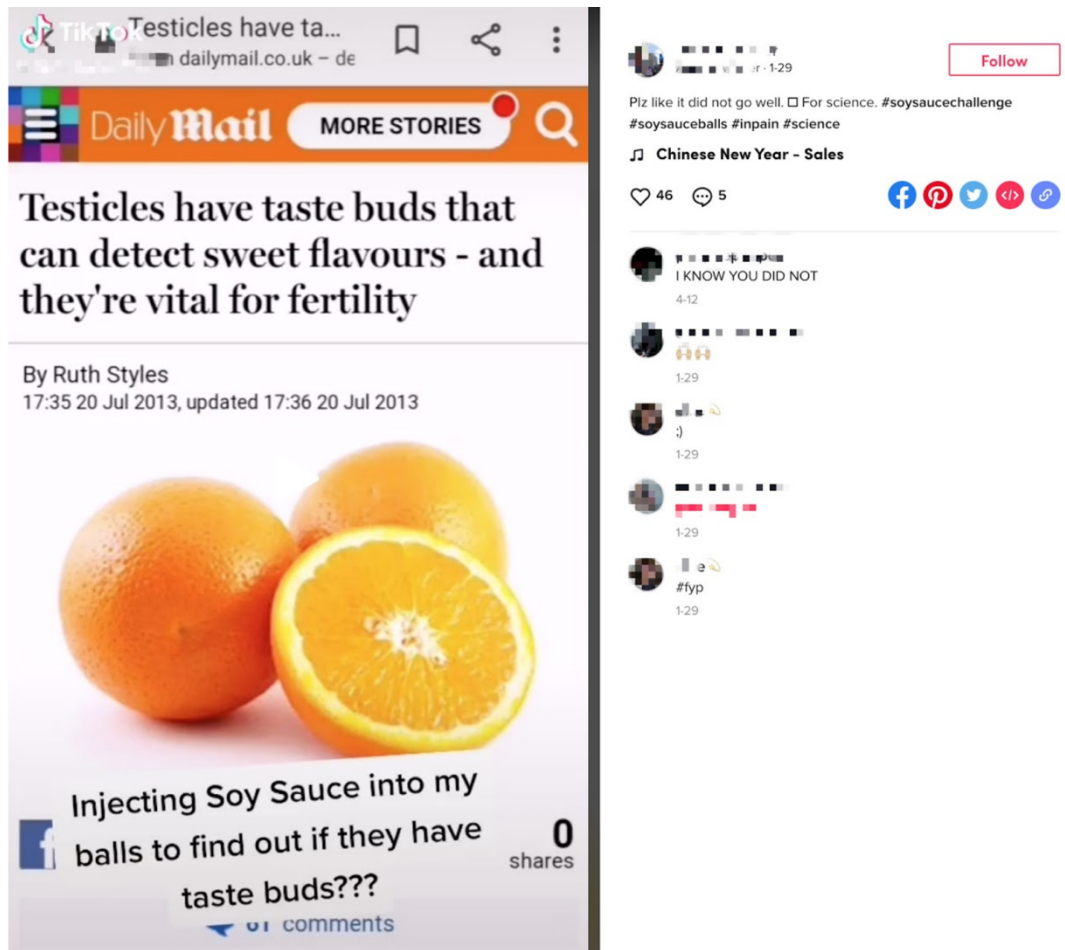 TikTok
Testicles have ta...
dailymail.co.uk – de
Daily Mail
MORE STORIES
Testicles have taste buds that
can detect sweet flavours - and
they're vital for fertility
By Ruth Styles
17:35 20 Jul 2013, updated 17:36 20 Jul 2013
Injecting Soy Sauce into my
balls to find out if they have
taste buds???
f
0
shares
61 comments
1-29
Follow
Plz like it did not go well. ☐ For science. #soysaucechallenge
#soysauceballs #inpain #science
Chinese New Year - Sales
46
5
I KNOW YOU DID NOT
4-12
1-29
;)
1-29
1-29
e
#fyp
1-29